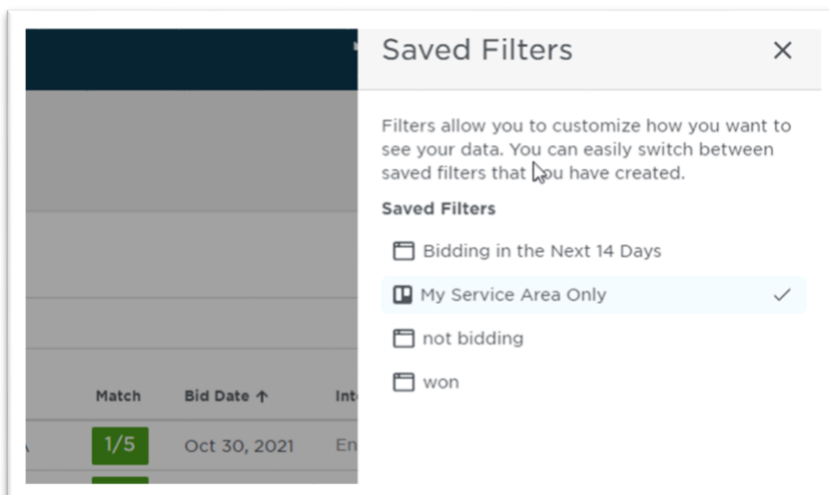 Saved Filters
Filters allow you to customize how you want to
see your data. You can easily switch between
saved filters that you have created.
Saved Filters
Bidding in the Next 14 Days
My Service Area Only
not bidding
won
Match Bid Date ↑ Int
1/5 Oct 30, 2021 En